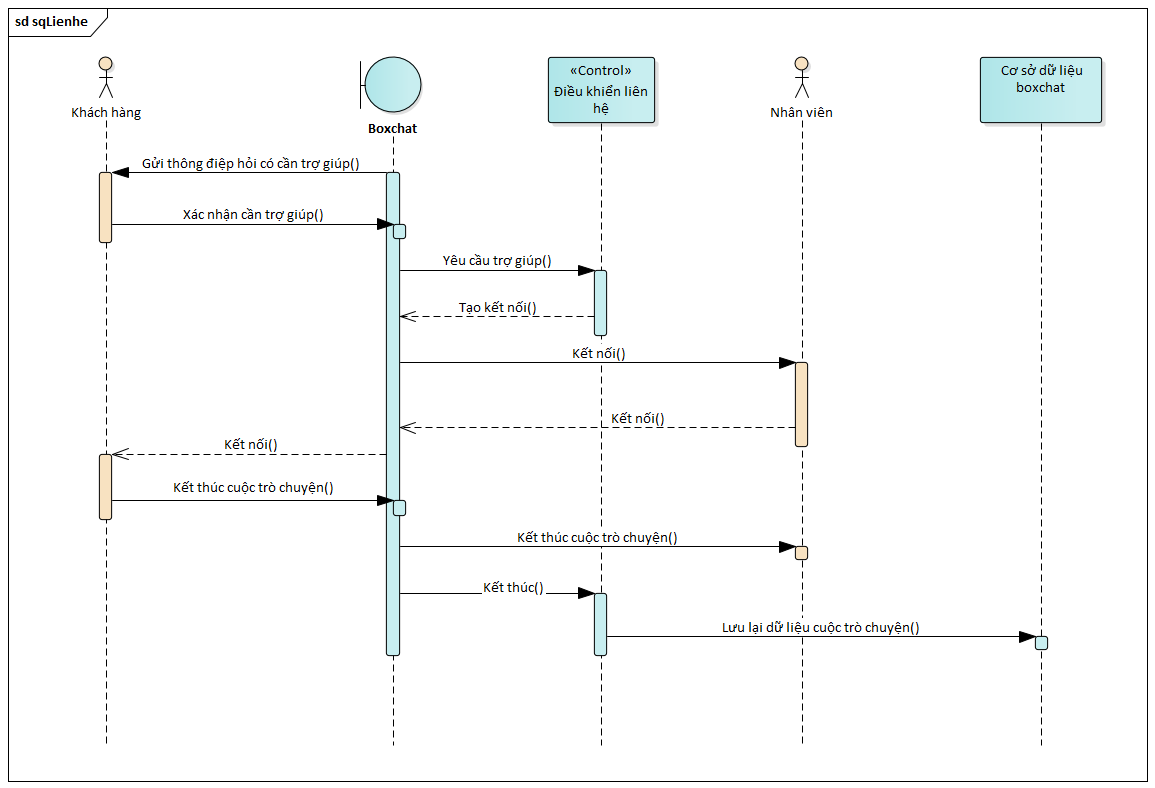 sd sqLienhe
Khách hàng
Boxchat
«Control»
Điều khiển liên
hệ
Nhân viên
Cơ sở dữ liệu
boxchat
Gửi thông điệp hỏi có cần trợ giúp()
Xác nhận cần trợ giúp()
Yêu cầu trợ giúp()
Tạo kết nối()
Kết nối()
Kết nối()
Kết nối()
Kết thúc cuộc trò chuyện()
Kết thúc cuộc trò chuyện()
Kết thúc()
Lưu lại dữ liệu cuộc trò chuyện()